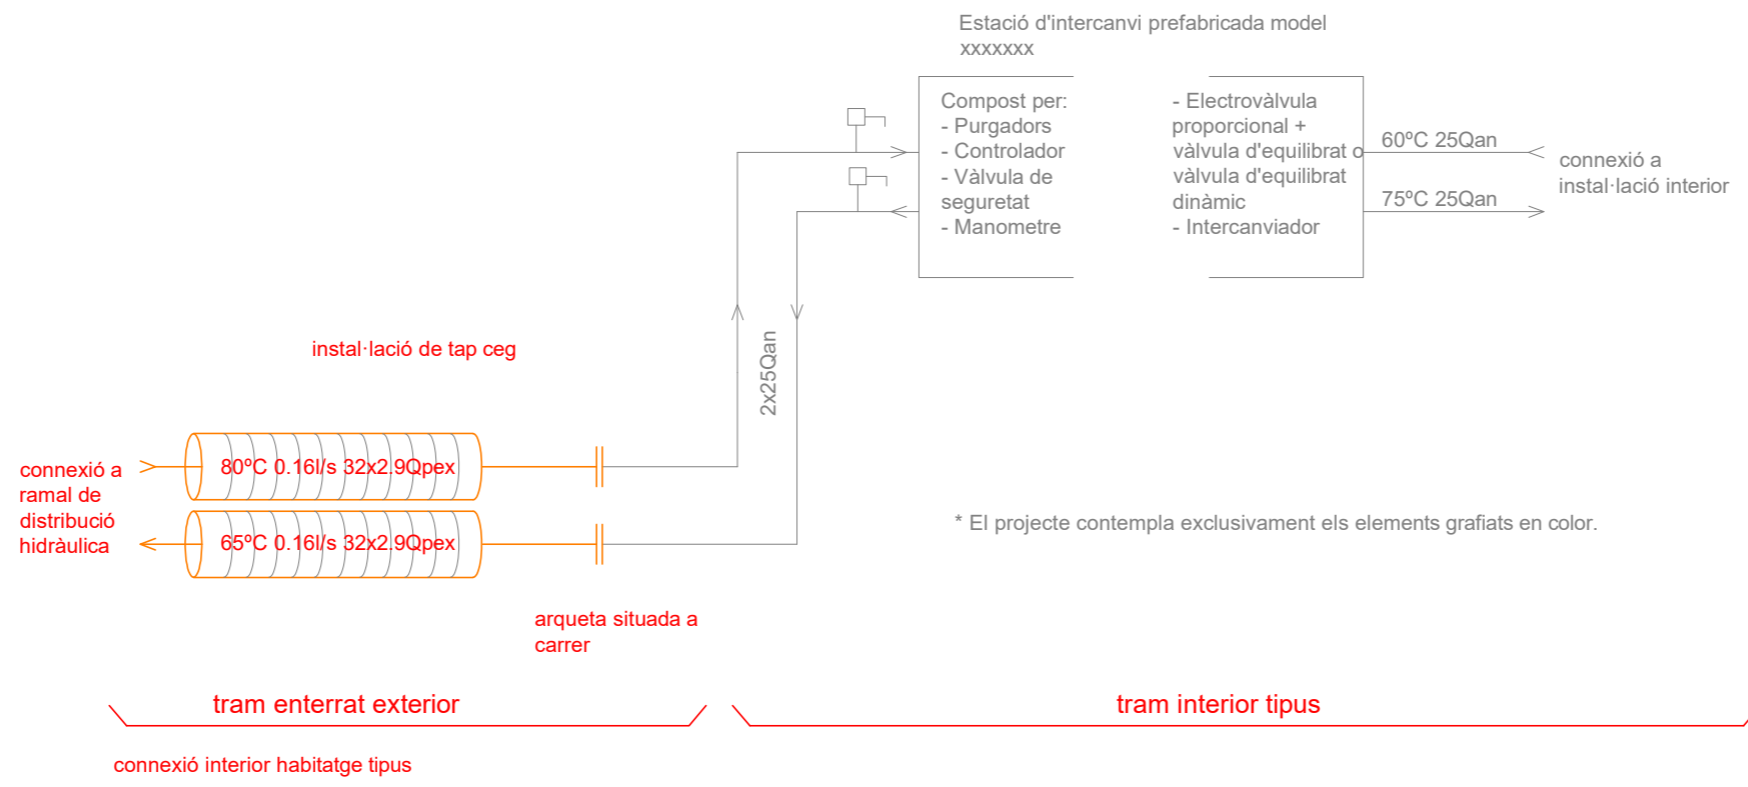 Estació d'intercanvi prefabricada model
xxxxxxx
Compost per:
- Purgadors
- Controlador
- Vàlvula de
seguretat
- Manometre
- Electrovàlvula
proporcional +
vàlvula d'equilibrat o
vàlvula d'equilibrat
dinàmic
- Intercanviador
60ºC 25Qan
75ºC 25Qan
connexió a
instal·lació interior
2x25Qan
instal·lació de tap ceg
connexió a
ramal de
distribució
hidràulica
80ºC 0.16l/s 32x2.9Qpex
65ºC 0.16l/s 32x2.9Qpex
* El projecte contempla exclusivament els elements grafiats en color.
arqueta situada a
carrer
tram enterrat exterior
tram interior tipus
connexió interior habitatge tipus